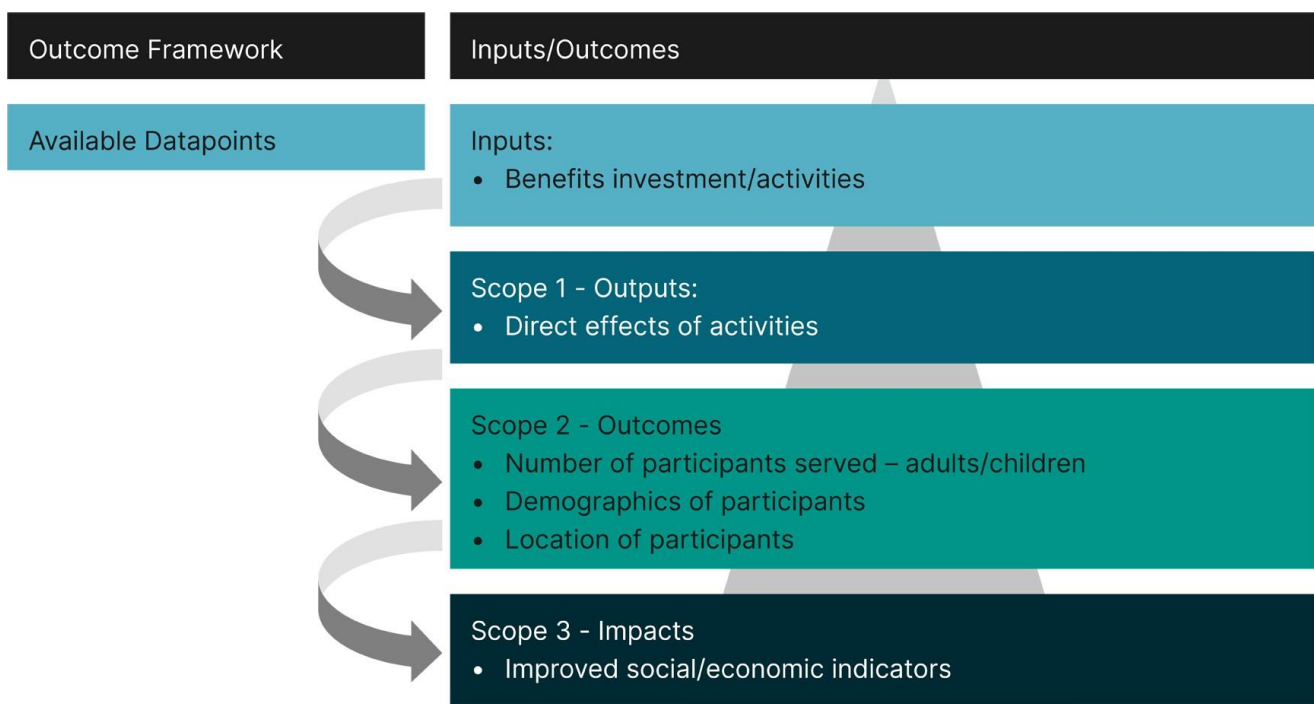 Outcome Framework
Inputs/Outcomes
Available Datapoints
Inputs:
• Benefits investment/activities
Scope 1 - Outputs:
• Direct effects of activities
Scope 2 - Outcomes
• Number of participants served – adults/children
• Demographics of participants
• Location of participants
Scope 3 - Impacts
• Improved social/economic indicators